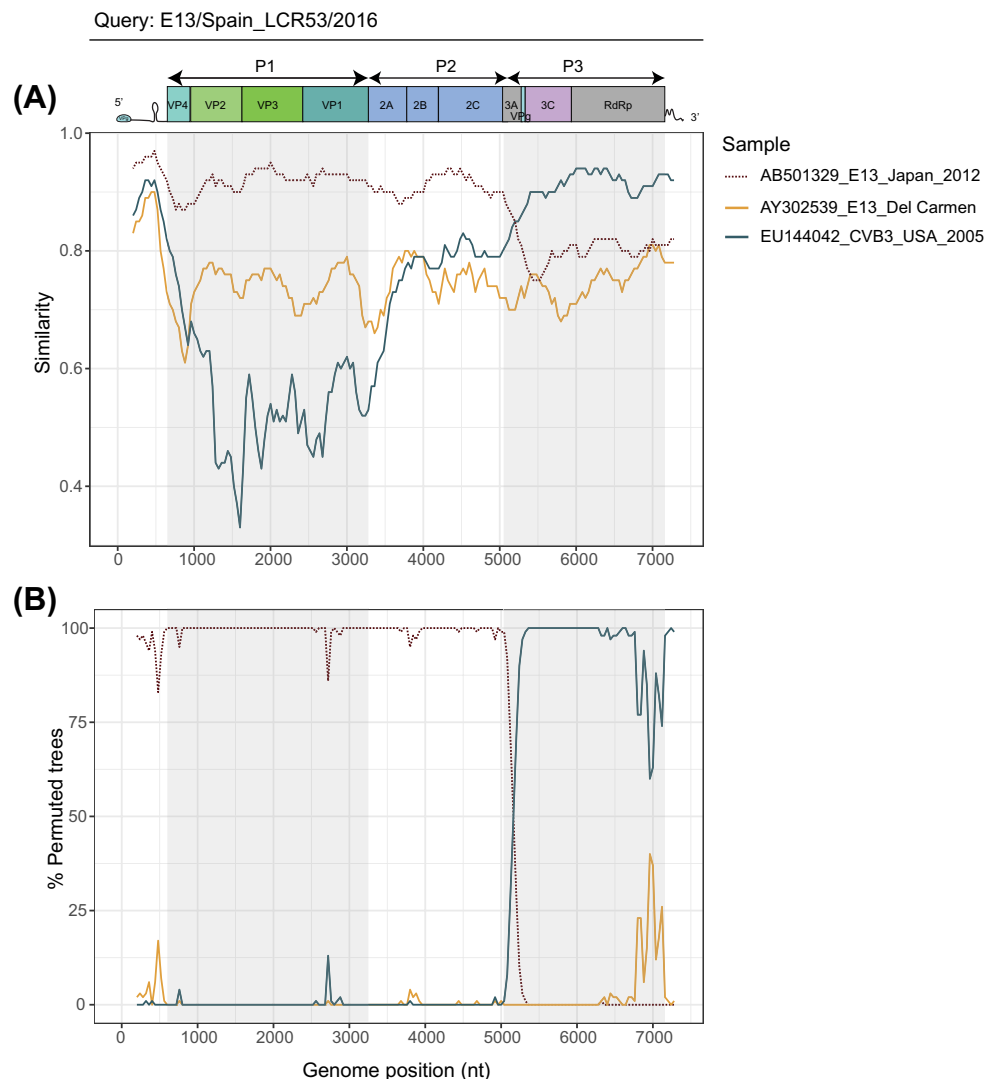 Query: E13/Spain_LCR53/2016
P1 P2 P3
(A)
5' VP4 VP2 VP3 VP1 2A 2B 2C 3A VPg 3C RdRp 3'
1.0
0.8
0.6
0.4
Similarity
0 1000 2000 3000 4000 5000 6000 7000
Sample
AB501329_E13_Japan_2012
AY302539_E13_Del Carmen
EU144042_CVB3_USA_2005
(B)
100
75
50
25
0
% Permuted trees
0 1000 2000 3000 4000 5000 6000 7000
Genome position (nt)